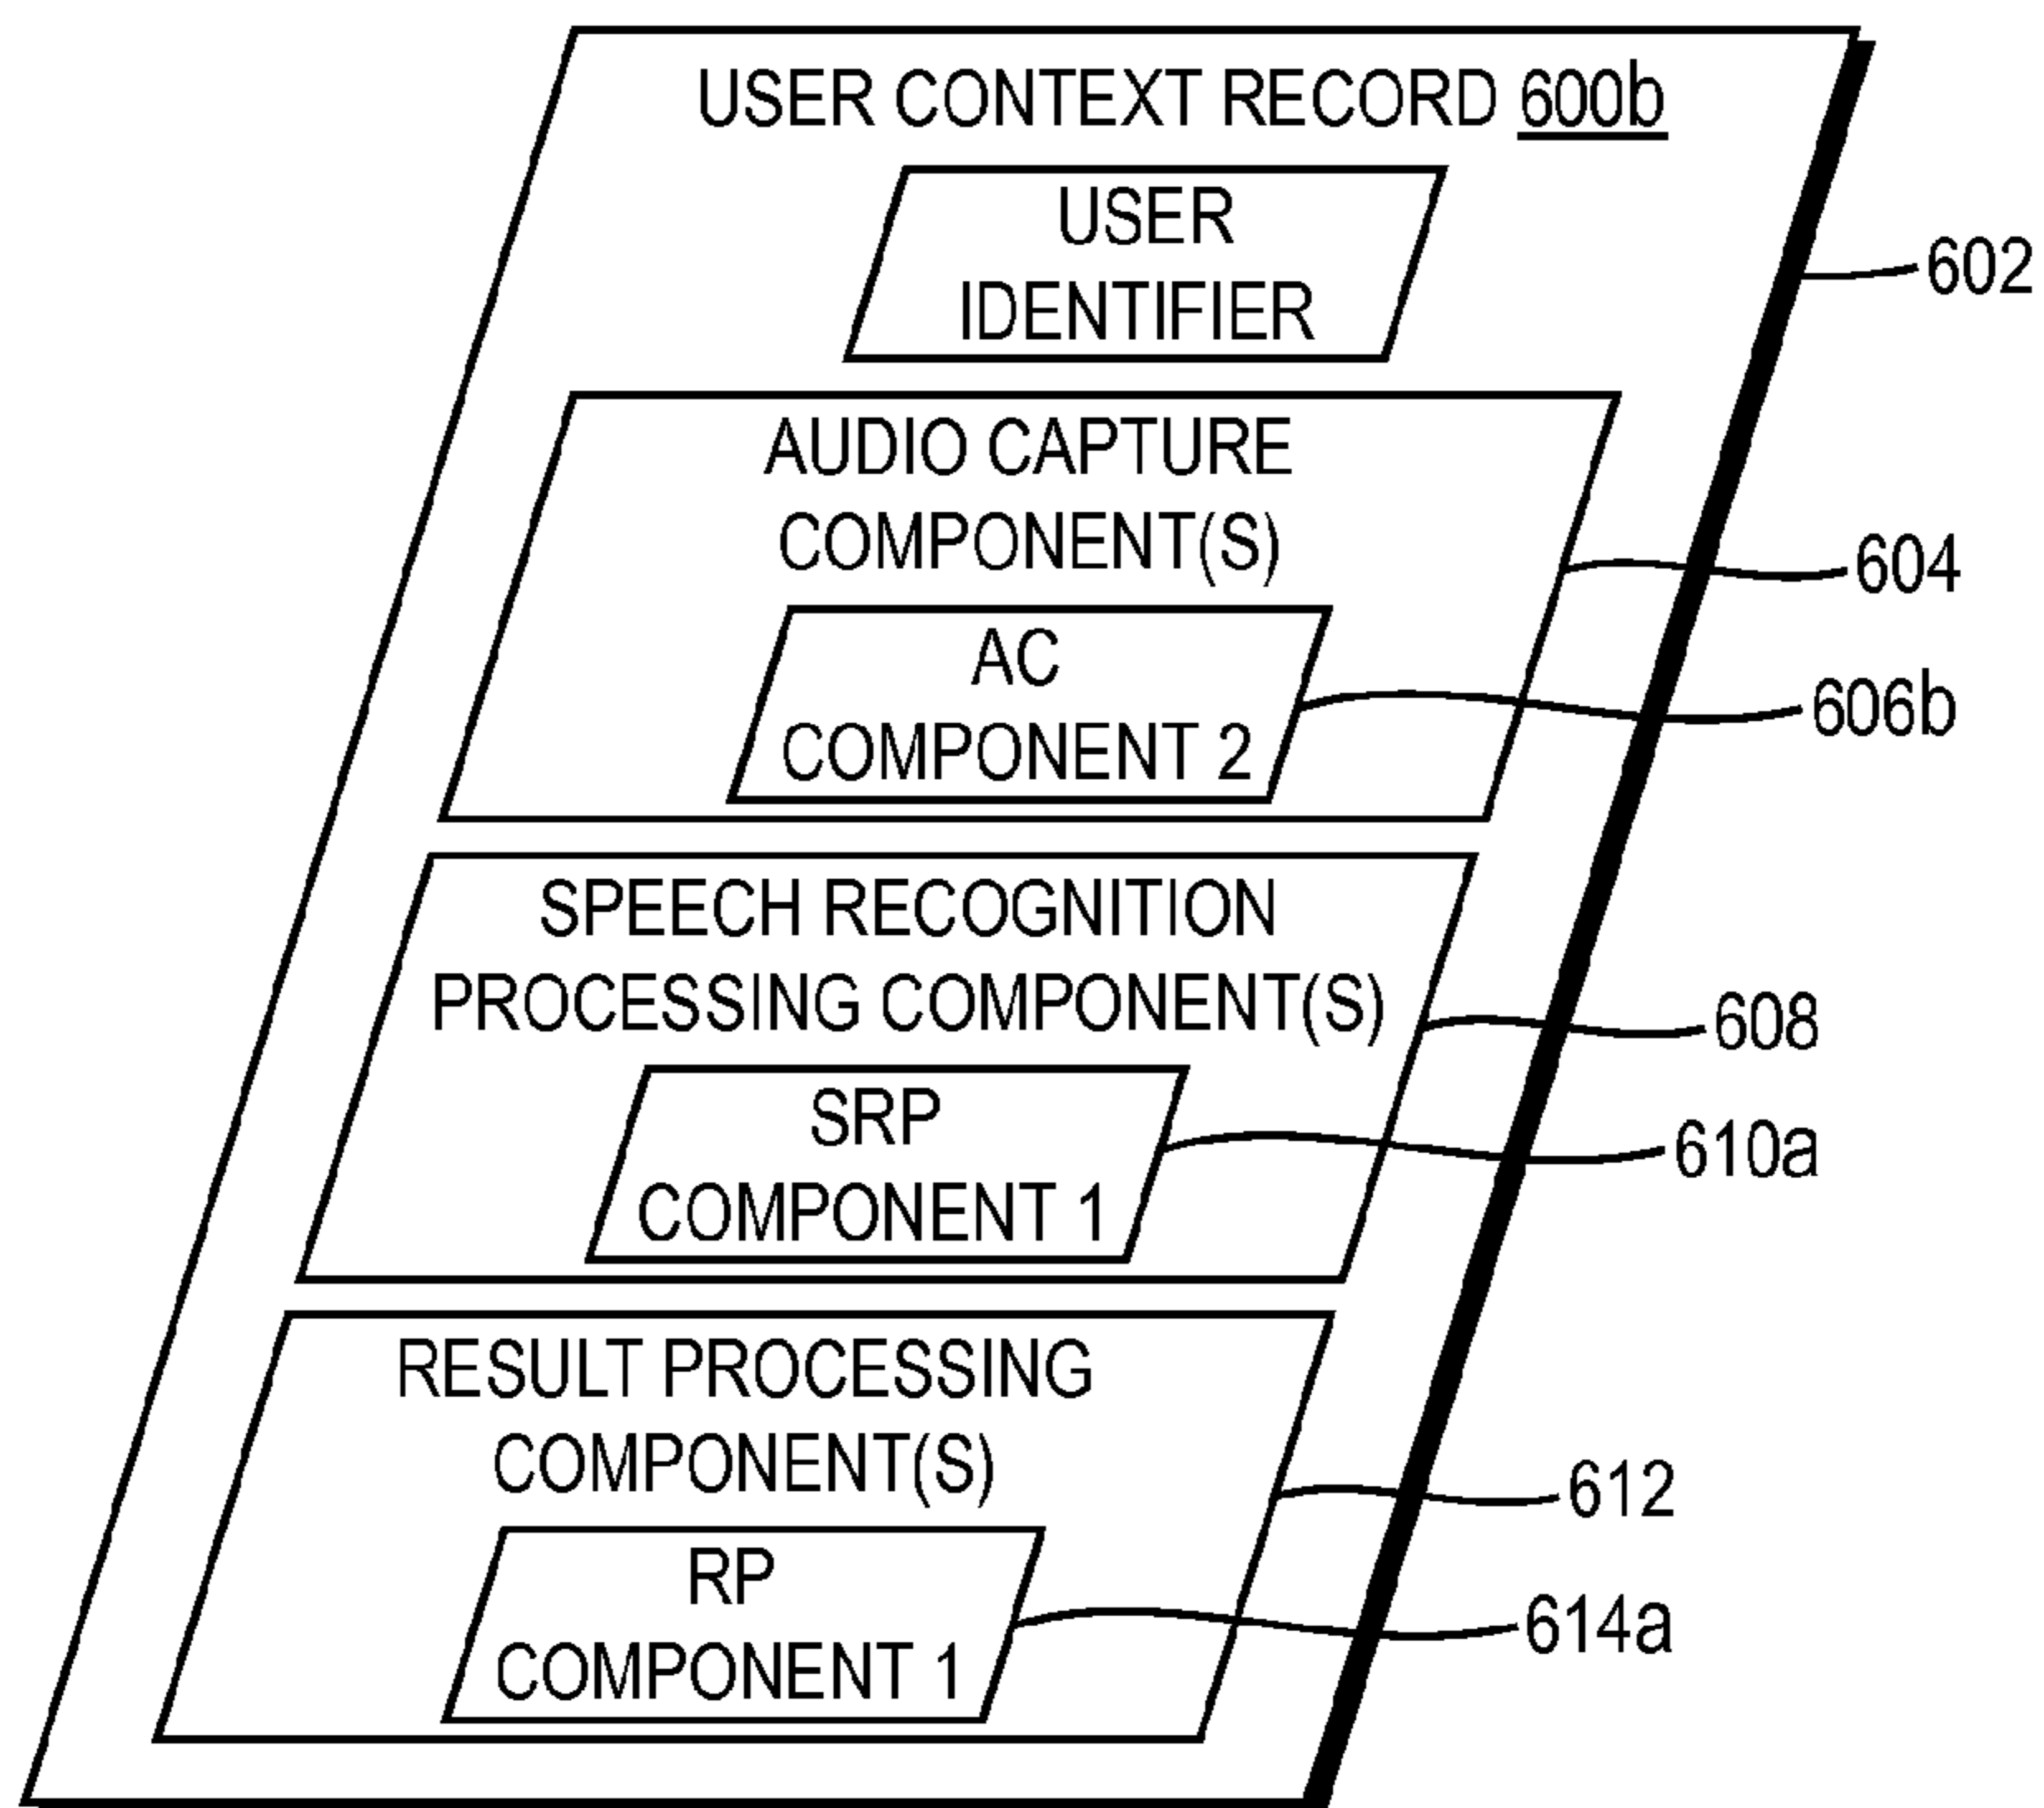 USER CONTEXT RECORD 600b
USER
IDENTIFIER
602
AUDIO CAPTURE
COMPONENT(S)
604
AC
COMPONENT 2
606b
SPEECH RECOGNITION
PROCESSING COMPONENT(S)
608
SRP
COMPONENT 1
610a
RESULT PROCESSING
COMPONENT(S)
612
RP
COMPONENT 1
614a